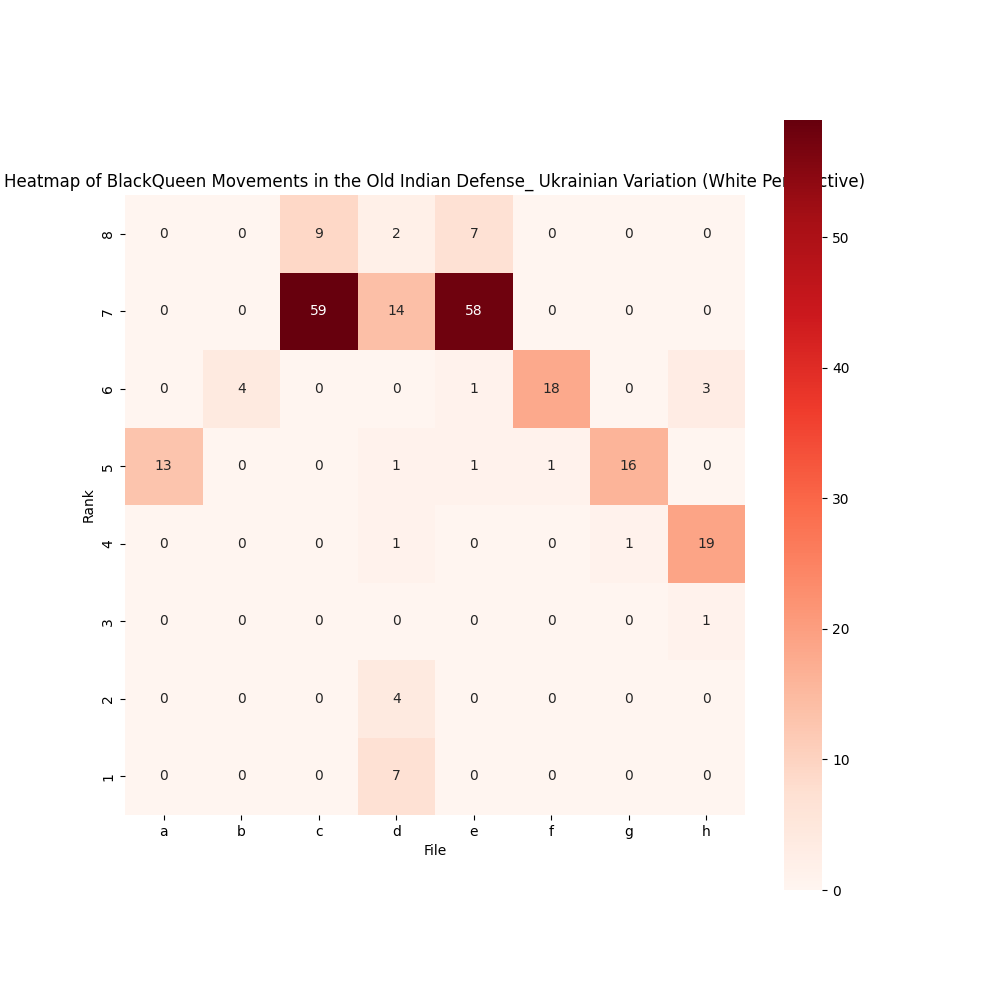 Heatmap of BlackQueen Movements in the Old Indian Defense_ Ukrainian Variation (White Perspective)
8 0 0 9 2 7 0 0 0
7 0 0 59 14 58 0 0 0
6 0 4 0 0 1 18 0 3
5 13 0 0 1 1 1 16 0
4 0 0 0 1 0 0 1 19
3 0 0 0 0 0 0 0 1
2 0 0 0 4 0 0 0 0
1 0 0 0 7 0 0 0 0
Rank
a b c d e f g h
File
50
40
30
20
10
0